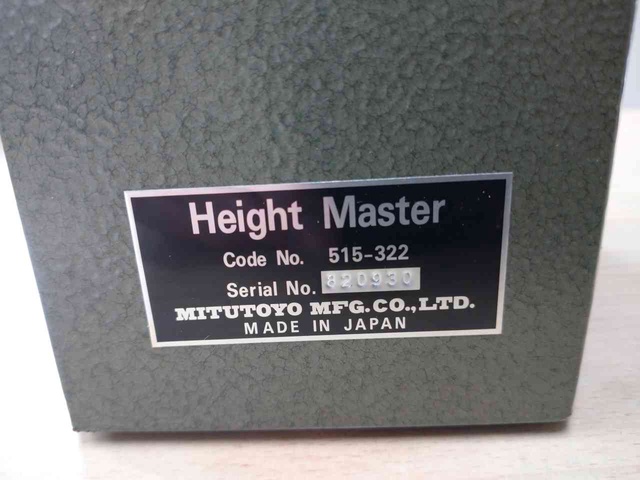 Height Master
Code No. 515-322
Serial No. 820930
MITUTOYO MFG.CO.,LTD.
MADE IN JAPAN